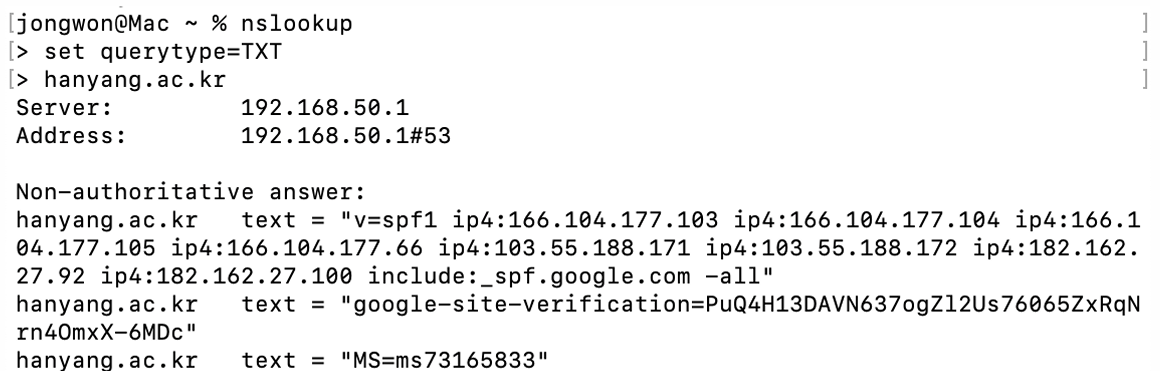 [jongwon@Mac ~ % nslookup ]
[> set querytype=TXT ]
[> hanyang.ac.kr ]
Server:		192.168.50.1
Address:	192.168.50.1#53

Non-authoritative answer:
hanyang.ac.kr	text = "v=spf1 ip4:166.104.177.103 ip4:166.104.177.104 ip4:166.1
04.177.105 ip4:166.104.177.66 ip4:103.55.188.171 ip4:103.55.188.172 ip4:182.162.
27.92 ip4:182.162.27.100 include:_spf.google.com -all"
hanyang.ac.kr	text = "google-site-verification=PuQ4H13DAVN637ogZl2Us76065ZxRqN
rn4OmxX-6MDc"
hanyang.ac.kr	text = "MS=ms73165833"